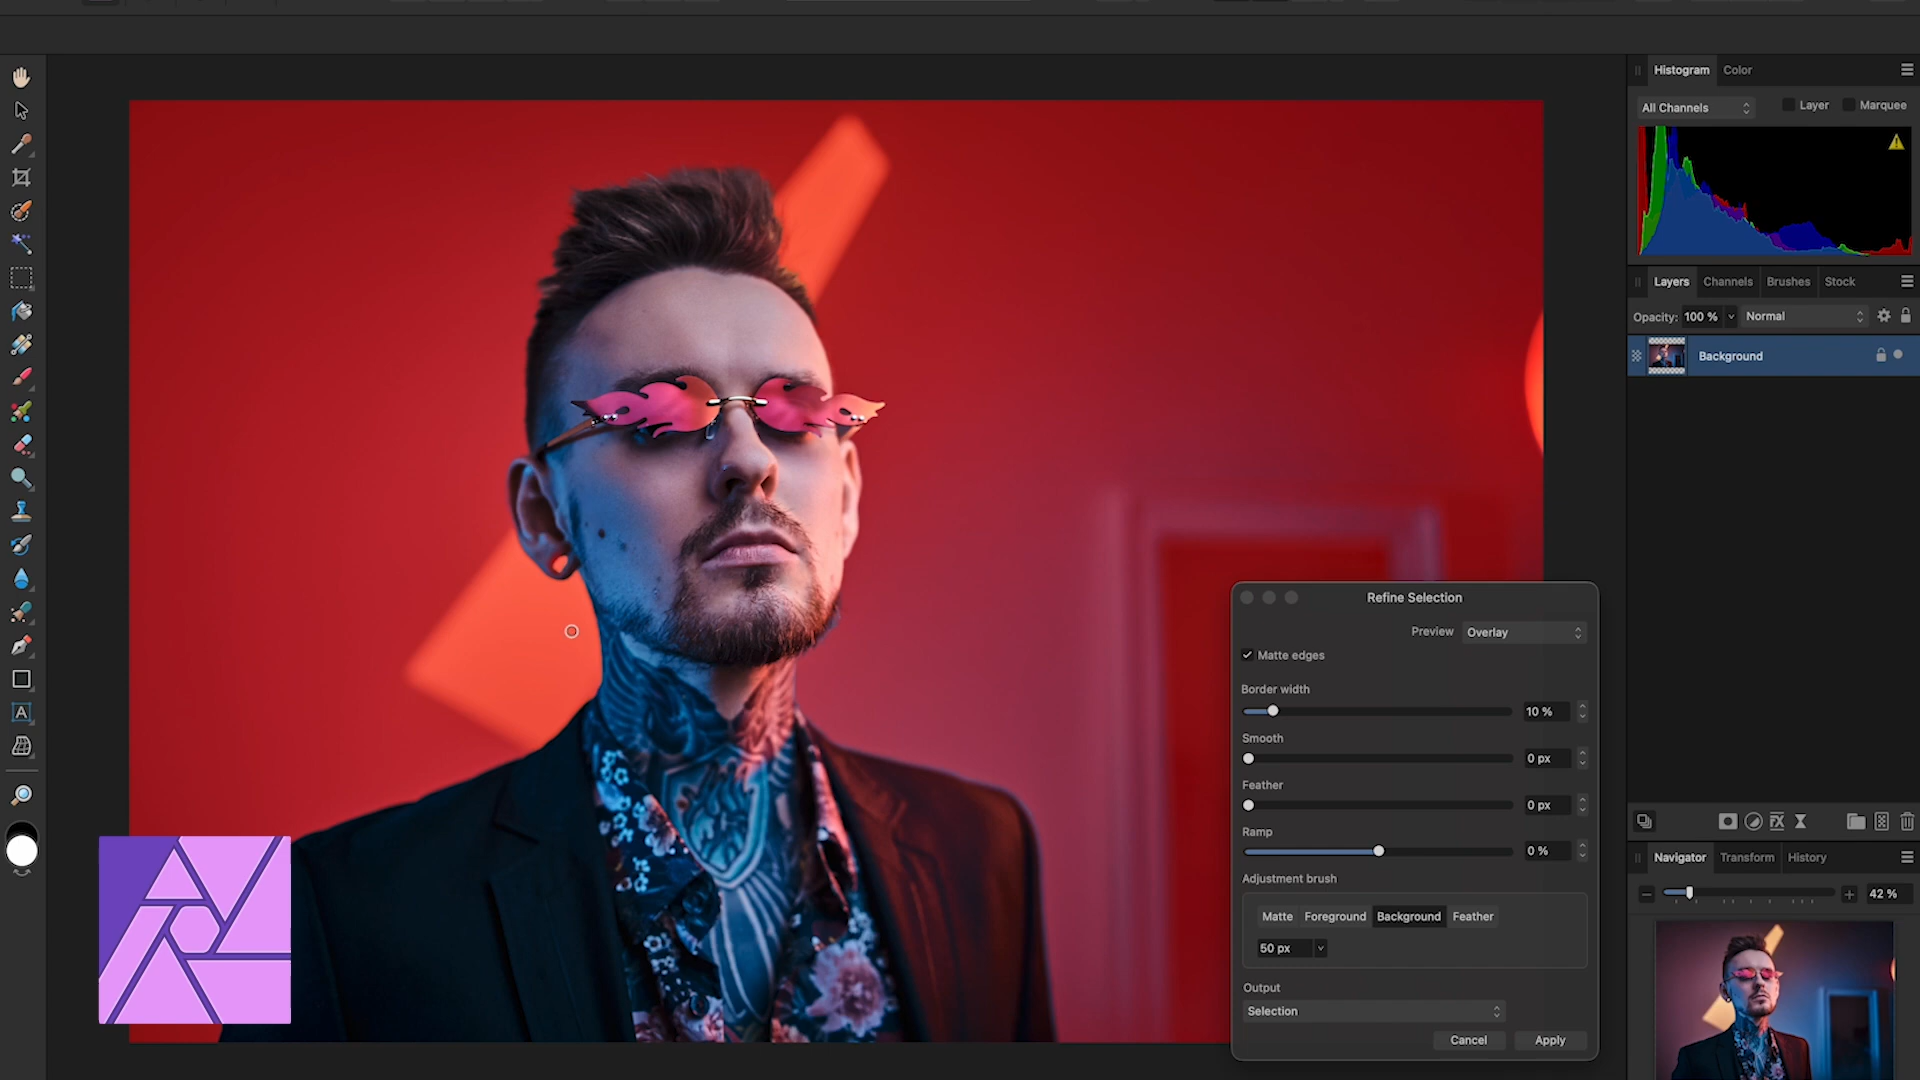 Histogram Color
All Channels Layer Marquee
Layers Channels Brushes Stock
Opacity: 100 % Normal
Background
Refine Selection
Preview Overlay
Matte edges
Border width
10 %
Smooth
0 px
Feather
0 px
Ramp
0 %
Adjustment brush
Matte Foreground Background Feather
50 px
Output
Selection
Cancel Apply
Navigator Transform History
42 %
A
FX